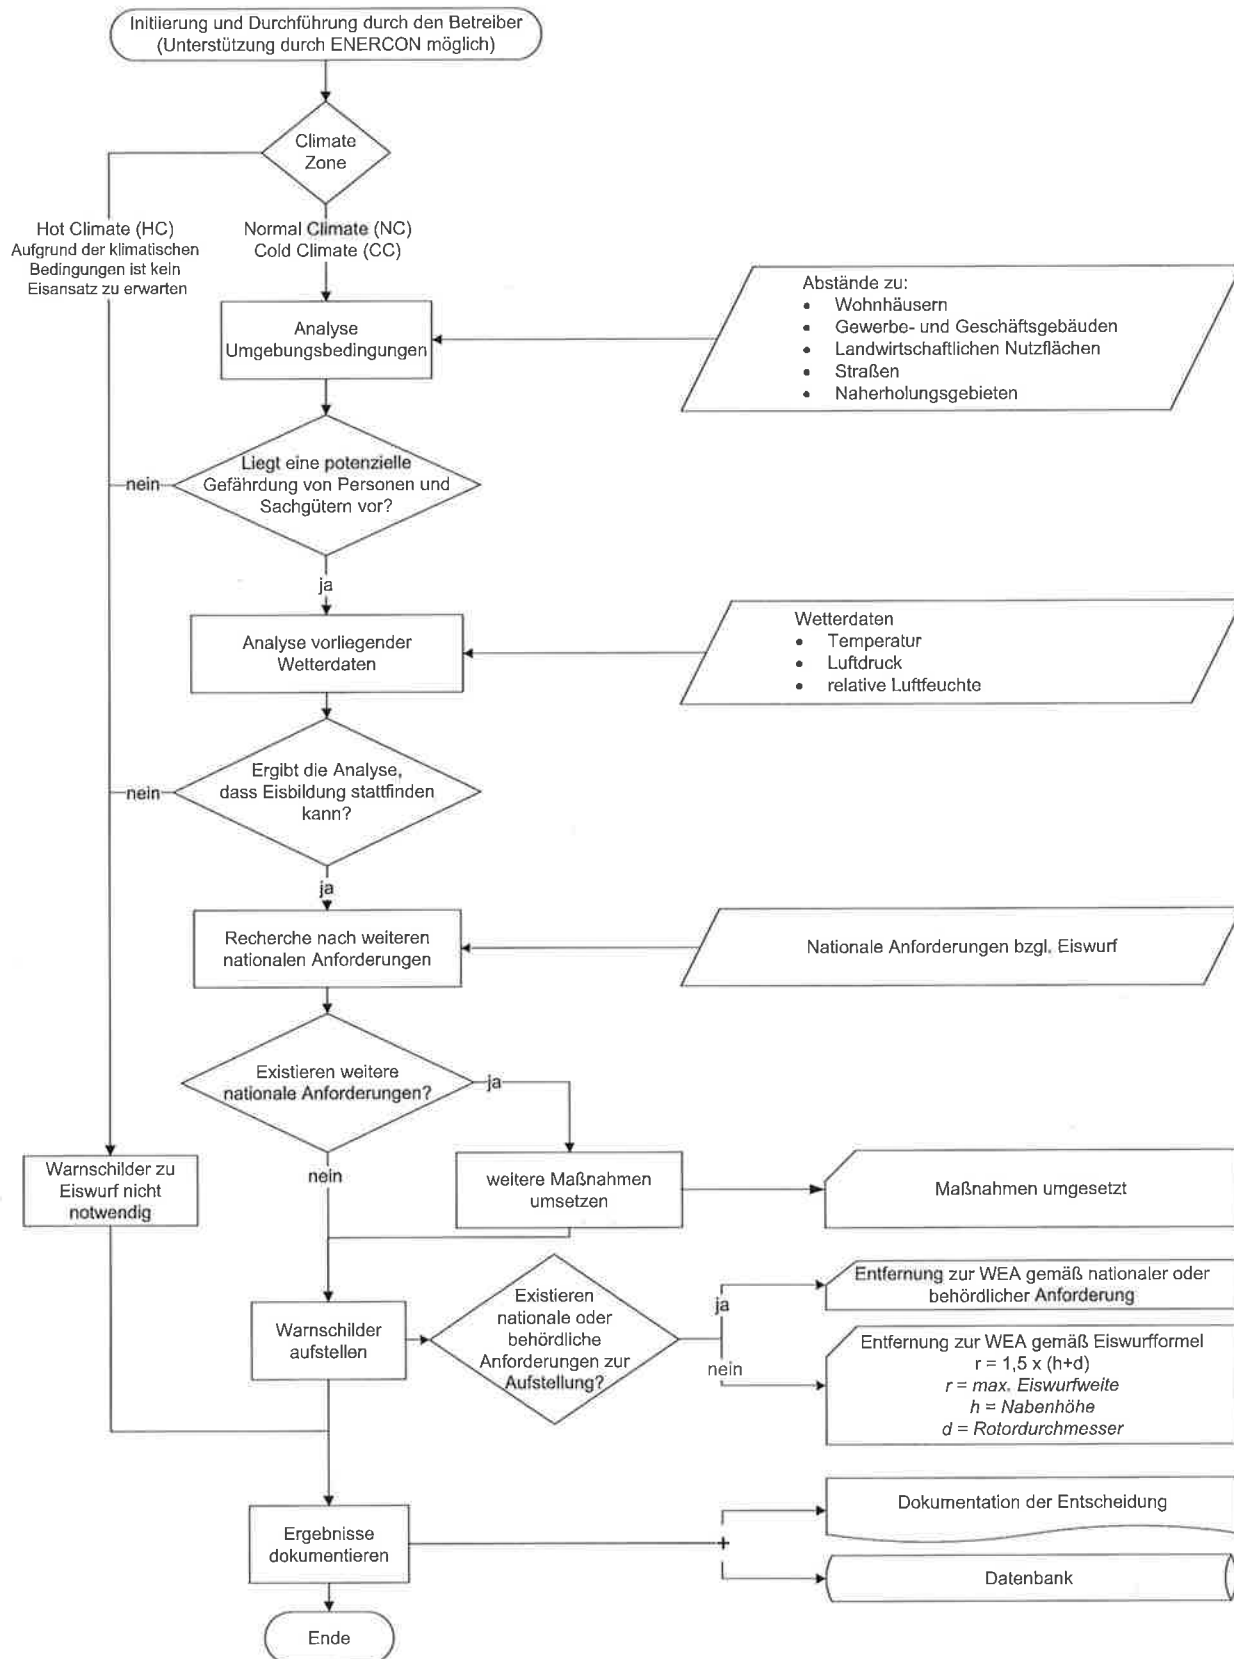 Initiierung und Durchführung durch den Betreiber
(Unterstützung durch ENERCON möglich)
Climate
Zone
Hot Climate (HC)
Aufgrund der klimatischen
Bedingungen ist kein
Eisansatz zu erwarten
Normal Climate (NC)
Cold Climate (CC)
Analyse
Umgebungsbedingungen
Abstände zu:
• Wohnhäusern
• Gewerbe- und Geschäftsgebäuden
• Landwirtschaftlichen Nutzflächen
• Straßen
• Naherholungsgebieten
Liegt eine potenzielle
Gefährdung von Personen und
Sachgütern vor?
nein
ja
Analyse vorliegender
Wetterdaten
Wetterdaten
• Temperatur
• Luftdruck
• relative Luftfeuchte
Ergibt die Analyse,
dass Eisbildung stattfinden
kann?
nein
ja
Recherche nach weiteren
nationalen Anforderungen
Nationale Anforderungen bzgl. Eiswurf
Existieren weitere
nationale Anforderungen?
ja
nein
Warnschilder zu
Eiswurf nicht
notwendig
weitere Maßnahmen
umsetzen
Maßnahmen umgesetzt
Warnschilder
aufstellen
Existieren
nationale oder
behördliche
Anforderungen zur
Aufstellung?
ja
nein
Entfernung zur WEA gemäß nationaler oder
behördlicher Anforderung
Entfernung zur WEA gemäß Eiswurfformel
r = 1,5 x (h+d)
r = max. Eiswurfweite
h = Nabenhöhe
d = Rotordurchmesser
Ergebnisse
dokumentieren
+
Dokumentation der Entscheidung
Datenbank
Ende